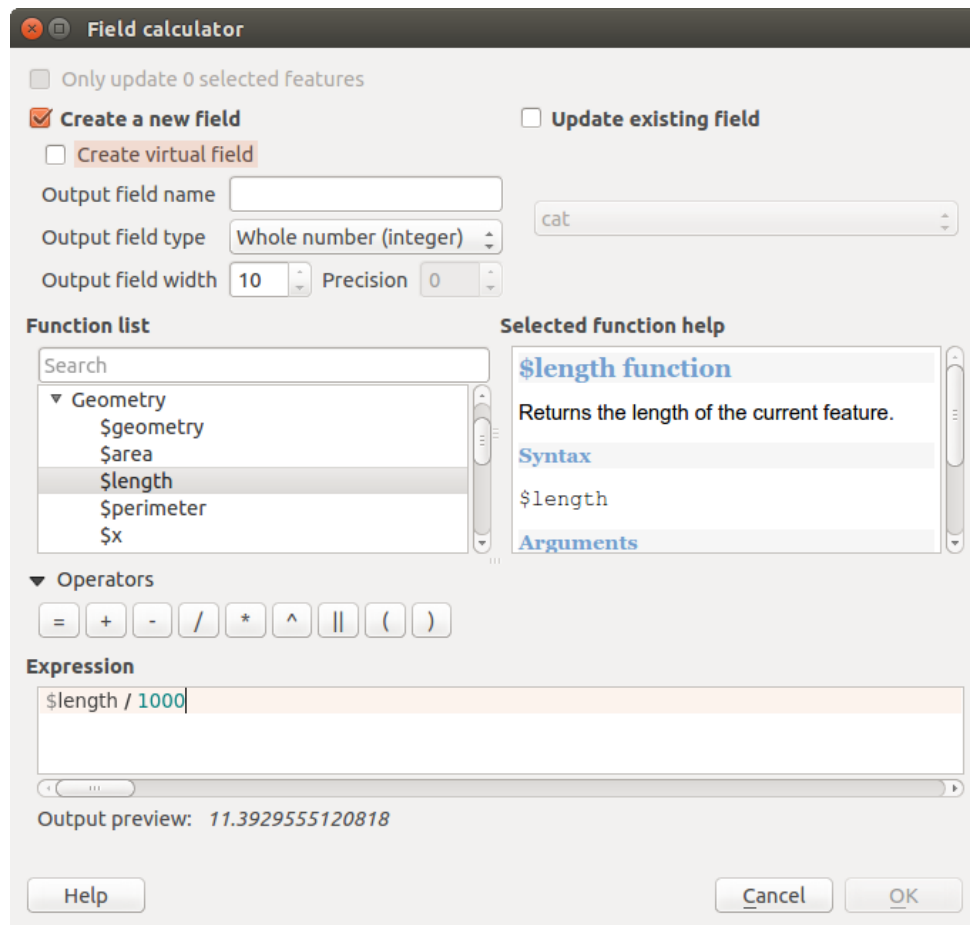 Field calculator
Only update 0 selected features
Create a new field
Update existing field
Create virtual field
Output field name
cat
Output field type Whole number (integer)
Output field width 10 Precision 0
Function list
Selected function help
Search
Geometry
$geometry
$area
$length
$perimeter
$x
$length function
Returns the length of the current feature.
Syntax
$length
Arguments
Operators
= + - / * ^ || ( )
Expression
$length / 1000
Output preview: 11.3929555120818
Help Cancel OK